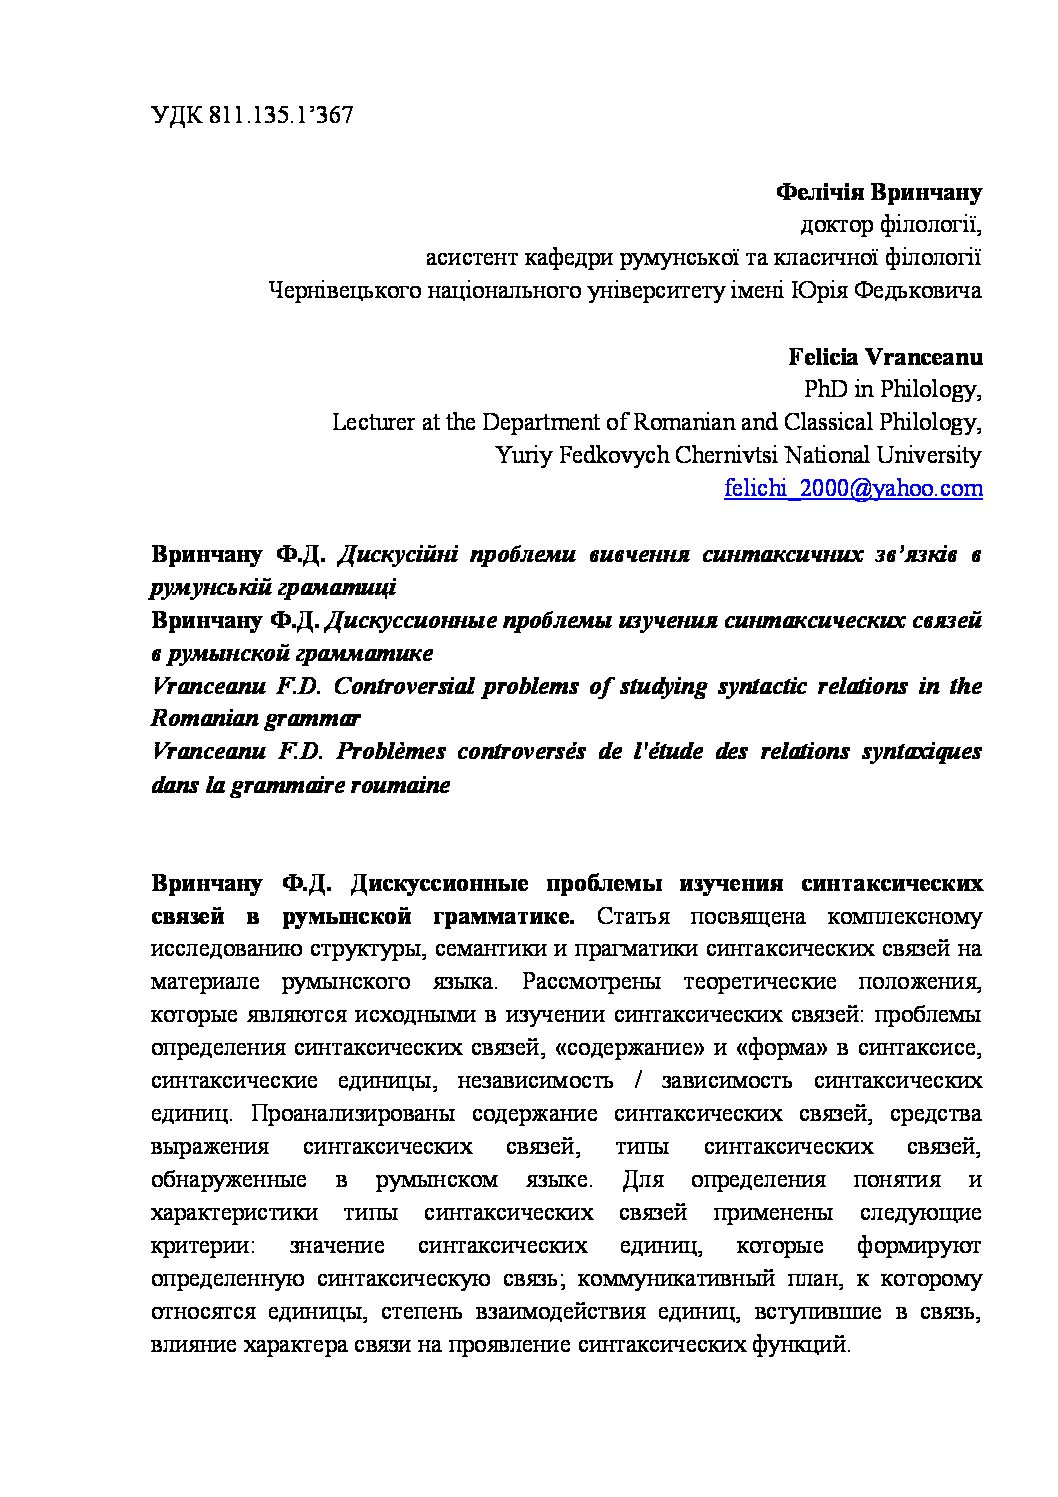 УДК 811.135.1’367
Фелічія Вринчану
доктор філології,
асистент кафедри румунської та класичної філології
Чернівецького національного університету імені Юрія Федьковича
Felicia Vranceanu
PhD in Philology,
Lecturer at the Department of Romanian and Classical Philology,
Yuriy Fedkovych Chernivtsi National University
felichi_2000@yahoo.com
Вринчану Ф.Д. Дискусійні проблеми вивчення синтаксичних зв’язків в
румунській граматиці
Вринчану Ф.Д. Дискуссионные проблемы изучения синтаксических связей
в румынской грамматике
Vranceanu F.D. Controversial problems of studying syntactic relations in the
Romanian grammar
Vranceanu F.D. Problèmes controversés de l'étude des relations syntaxiques
dans la grammaire roumaine
Вринчану Ф.Д. Дискуссионные проблемы изучения синтаксических
связей в румынской грамматике. Статья посвящена комплексному
исследованию структуры, семантики и прагматики синтаксических связей на
материале румынского языка. Рассмотрены теоретические положения,
которые являются исходными в изучении синтаксических связей: проблемы
определения синтаксических связей, «содержание» и «форма» в синтаксисе,
синтаксические единицы, независимость / зависимость синтаксических
единиц. Проанализированы содержание синтаксических связей, средства
выражения синтаксических связей, типы синтаксических связей,
обнаруженные в румынском языке. Для определения понятия и
характеристики типы синтаксических связей применены следующие
критерии: значение синтаксических единиц, которые формируют
определенную синтаксическую связь; коммуникативный план, к которому
относятся единицы, степень взаимодействия единиц, вступившие в связь,
влияние характера связи на проявление синтаксических функций.